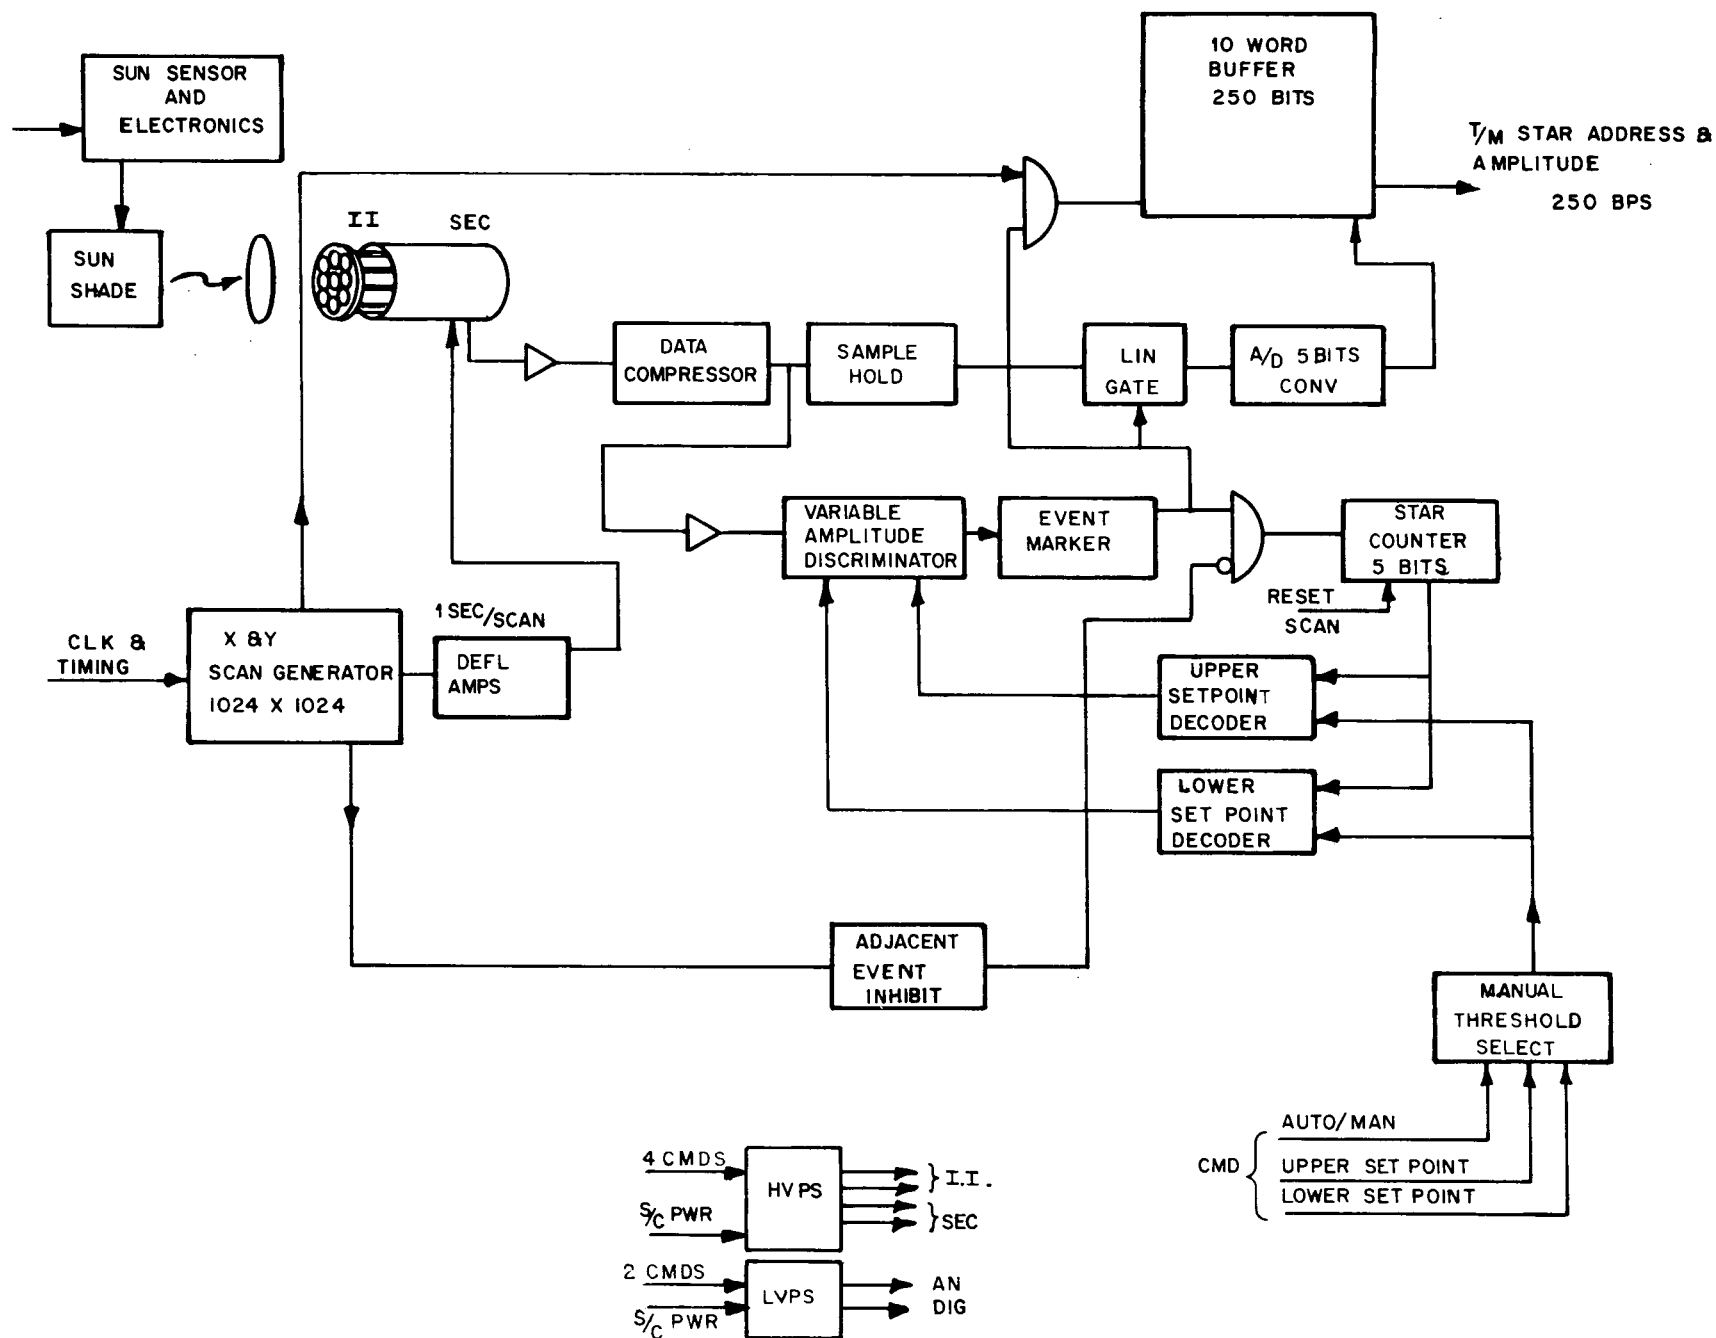 SUN SENSOR
AND
ELECTRONICS
SUN
SHADE
II
SEC
10 WORD
BUFFER
250 BITS
T/M STAR ADDRESS &
AMPLITUDE
250 BPS
DATA
COMPRESSOR
SAMPLE
HOLD
LIN
GATE
A/D 5 BITS
CONV
VARIABLE
AMPLITUDE
DISCRIMINATOR
EVENT
MARKER
STAR
COUNTER
5 BITS
RESET
SCAN
CLK &
TIMING
X & Y
SCAN GENERATOR
1024 X 1024
1 SEC/SCAN
DEFL
AMPS
UPPER
SETPOINT
DECODER
LOWER
SET POINT
DECODER
ADJACENT
EVENT
INHIBIT
MANUAL
THRESHOLD
SELECT
CMD
AUTO/MAN
UPPER SET POINT
LOWER SET POINT
4 CMDS
S/C PWR
HVPS
I.I.
SEC
2 CMDS
S/C PWR
LVPS
AN
DIG